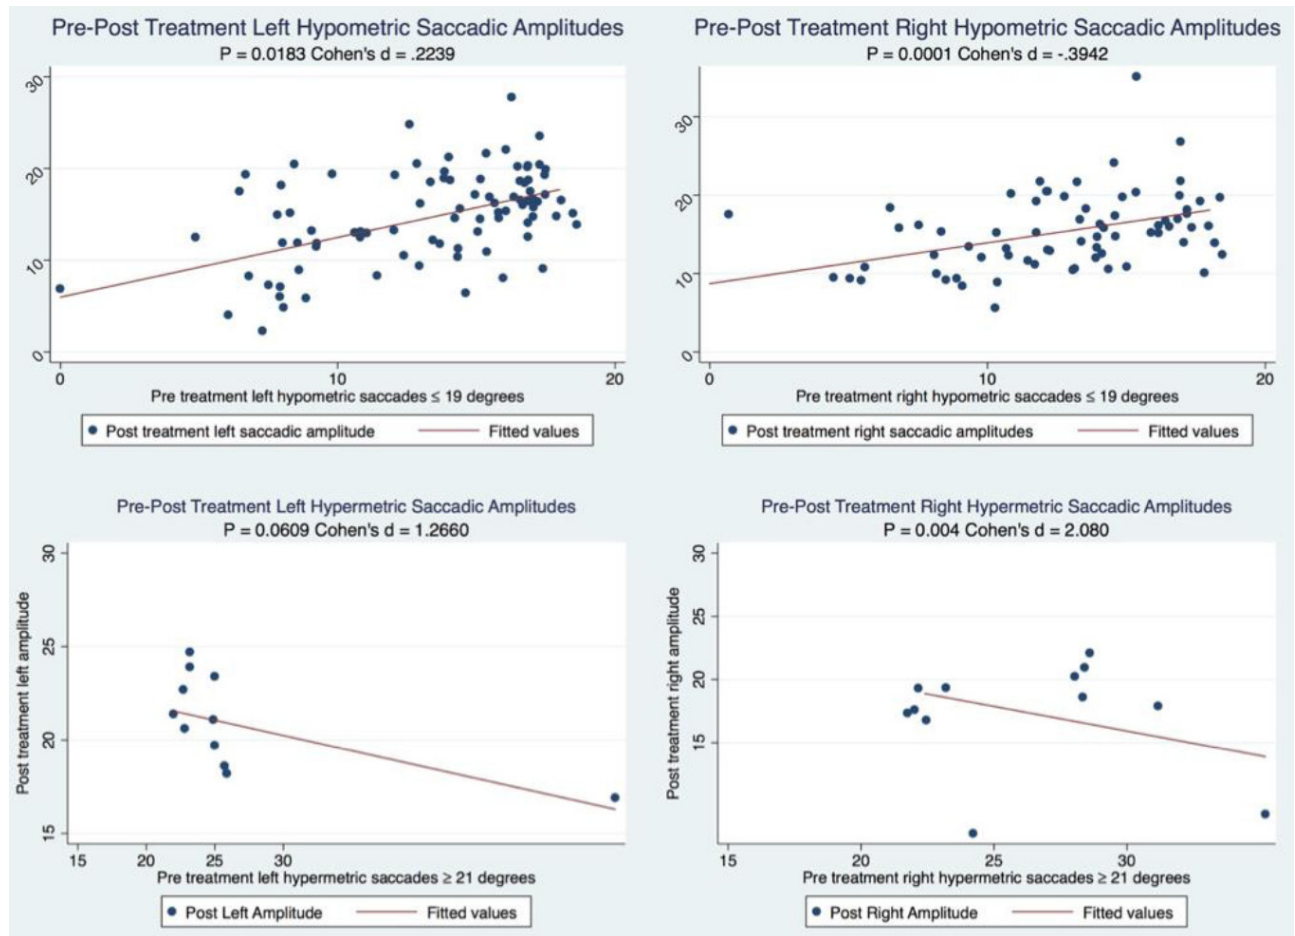 Pre-Post Treatment Left Hypometric Saccadic Amplitudes
P = 0.0183 Cohen's d = .2239
30
20
10
0
0 10 20
Pre treatment left hypometric saccades ≤ 19 degrees
Post treatment left saccadic amplitude Fitted values
Pre-Post Treatment Right Hypometric Saccadic Amplitudes
P = 0.0001 Cohen's d = -.3942
30
20
10
0
0 10 20
Pre treatment right hypometric saccades ≤ 19 degrees
Post treatment right saccadic amplitudes Fitted values
Pre-Post Treatment Left Hypermetric Saccadic Amplitudes
P = 0.0609 Cohen's d = 1.2660
Post treatment left amplitude
30
25
20
15
15 20 25 30
Pre treatment left hypermetric saccades ≥ 21 degrees
Post Left Amplitude Fitted values
Pre-Post Treatment Right Hypermetric Saccadic Amplitudes
P = 0.004 Cohen's d = 2.080
Post treatment right amplitude
30
25
20
15
15 20 25 30
Pre treatment right hypermetric saccades ≥ 21 degrees
Post Right Amplitude Fitted values